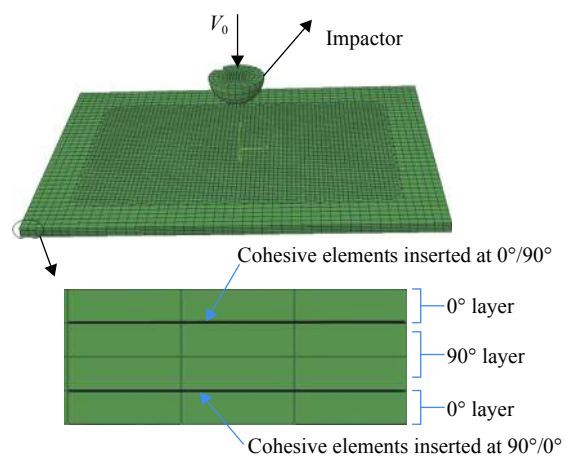 V₀
Impactor
Cohesive elements inserted at 0°/90°
0° layer
90° layer
0° layer
Cohesive elements inserted at 90°/0°